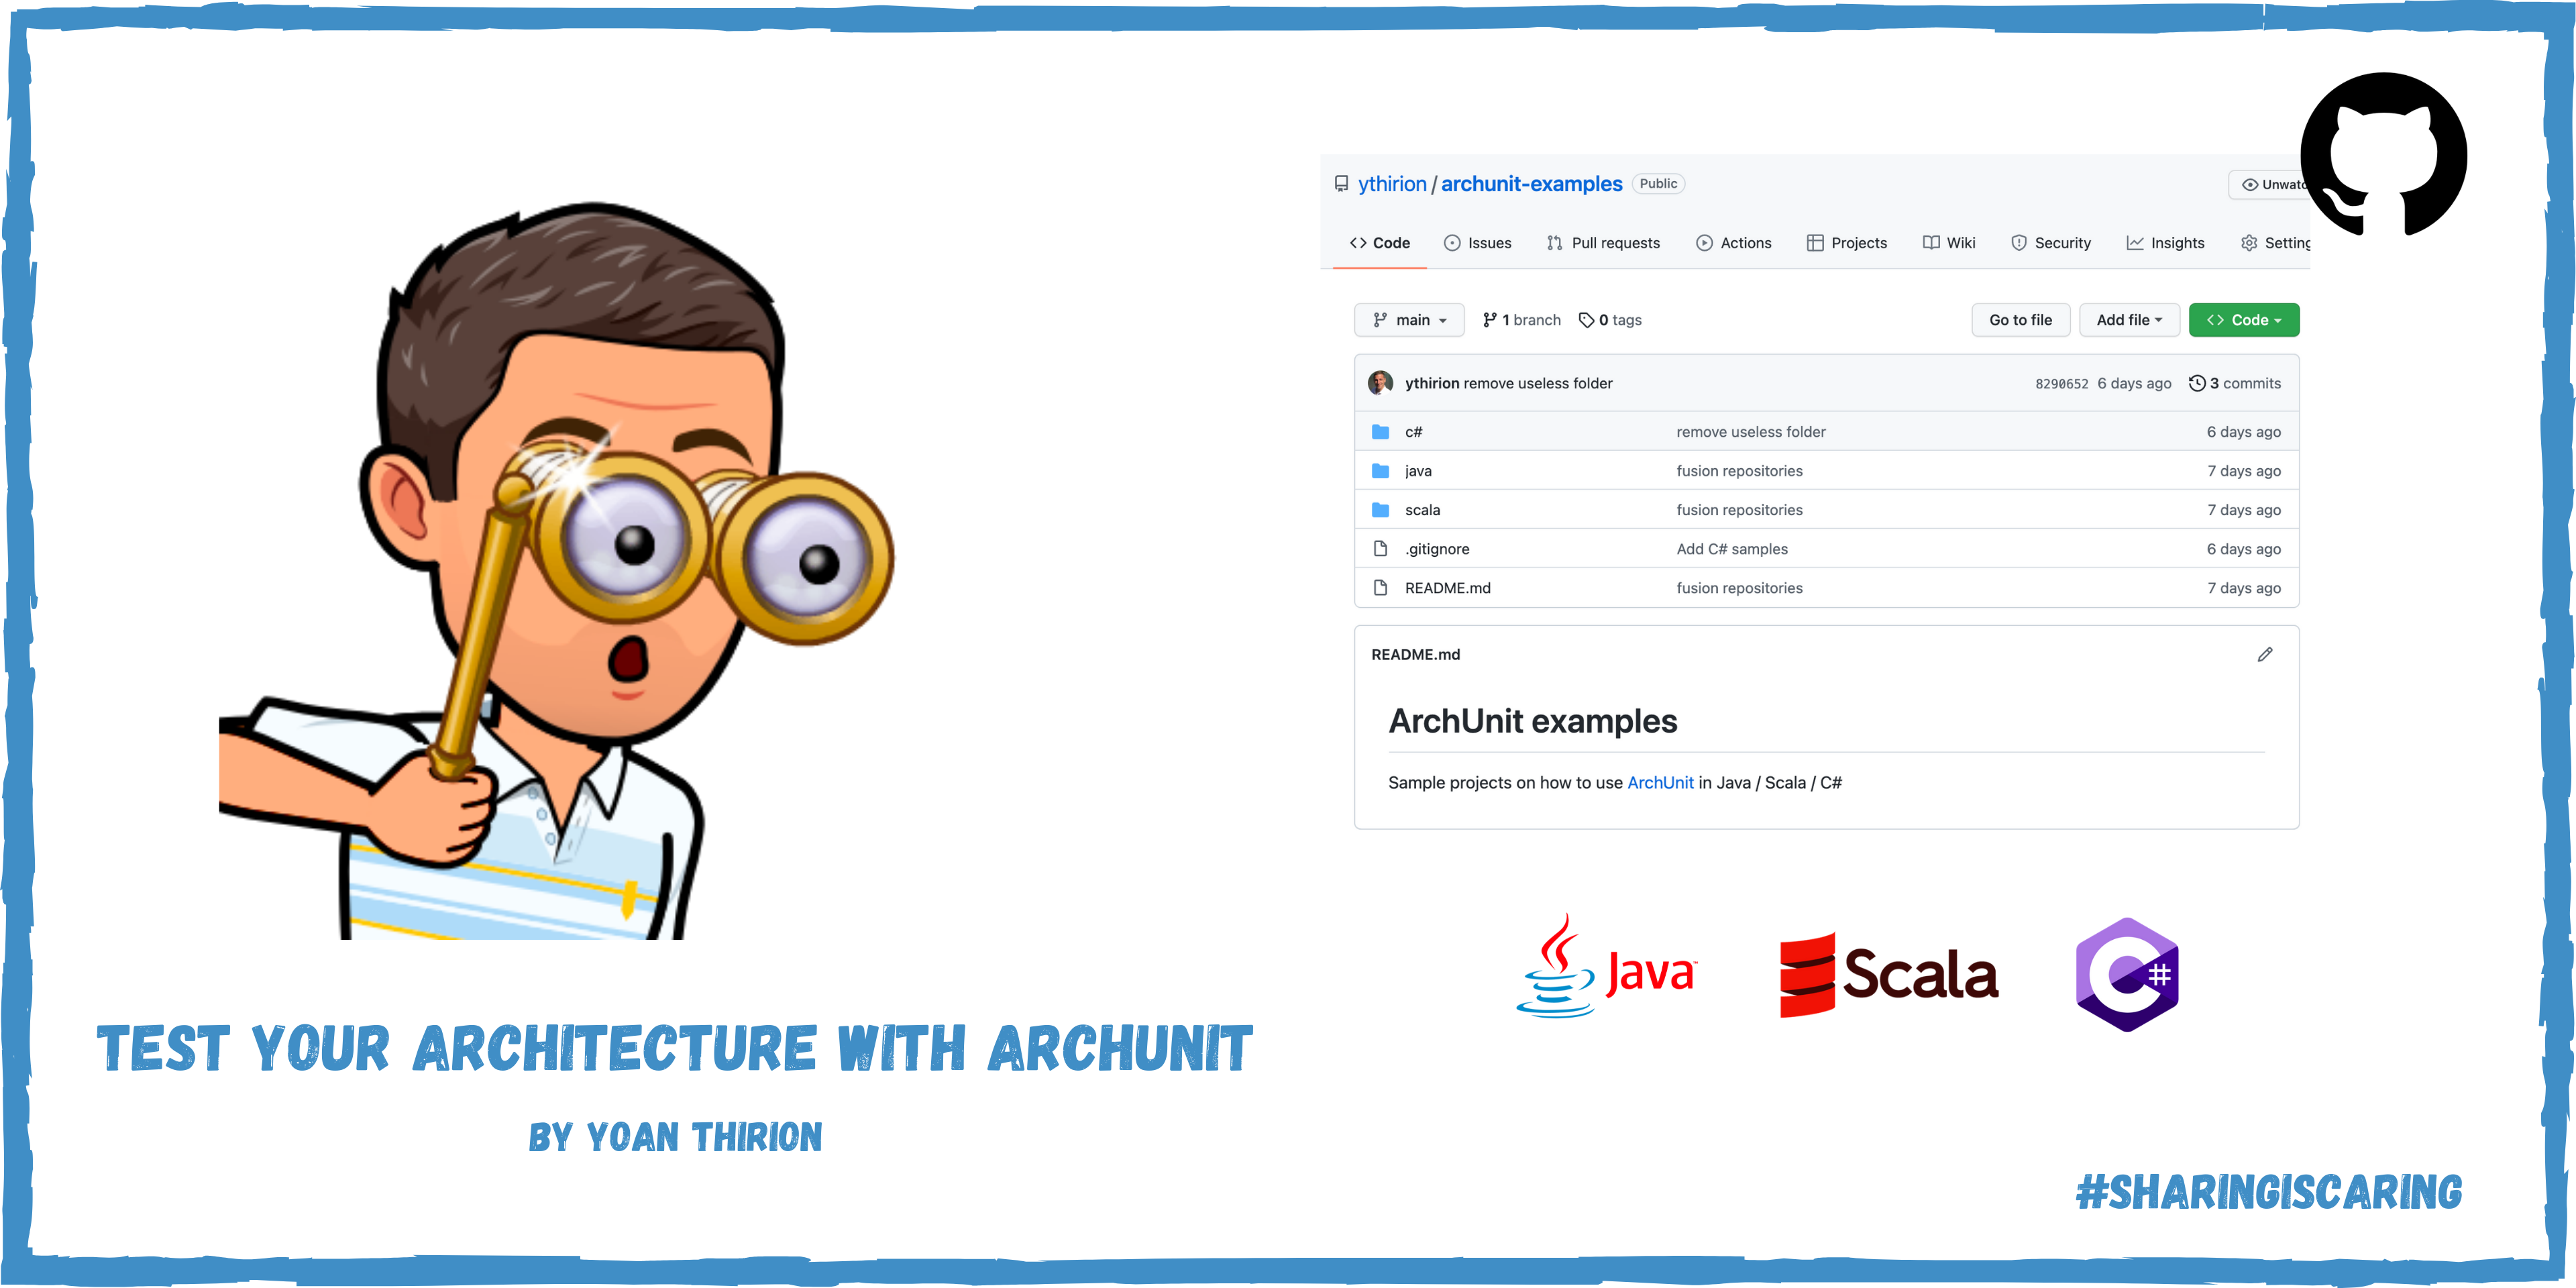 ythirion / archunit-examples Public
Code Issues Pull requests Actions Projects Wiki Security Insights
main 1 branch 0 tags Go to file Add file Code
ythirion remove useless folder 8290652 6 days ago 3 commits
c# remove useless folder 6 days ago
java fusion repositories 7 days ago
scala fusion repositories 7 days ago
.gitignore Add C# samples 6 days ago
README.md fusion repositories 7 days ago
README.md
ArchUnit examples
Sample projects on how to use ArchUnit in Java / Scala / C#
Java Scala C#
TEST YOUR ARCHITECTURE WITH ARCHUNIT
BY YOAN THIRION
#SHARINGISCARING